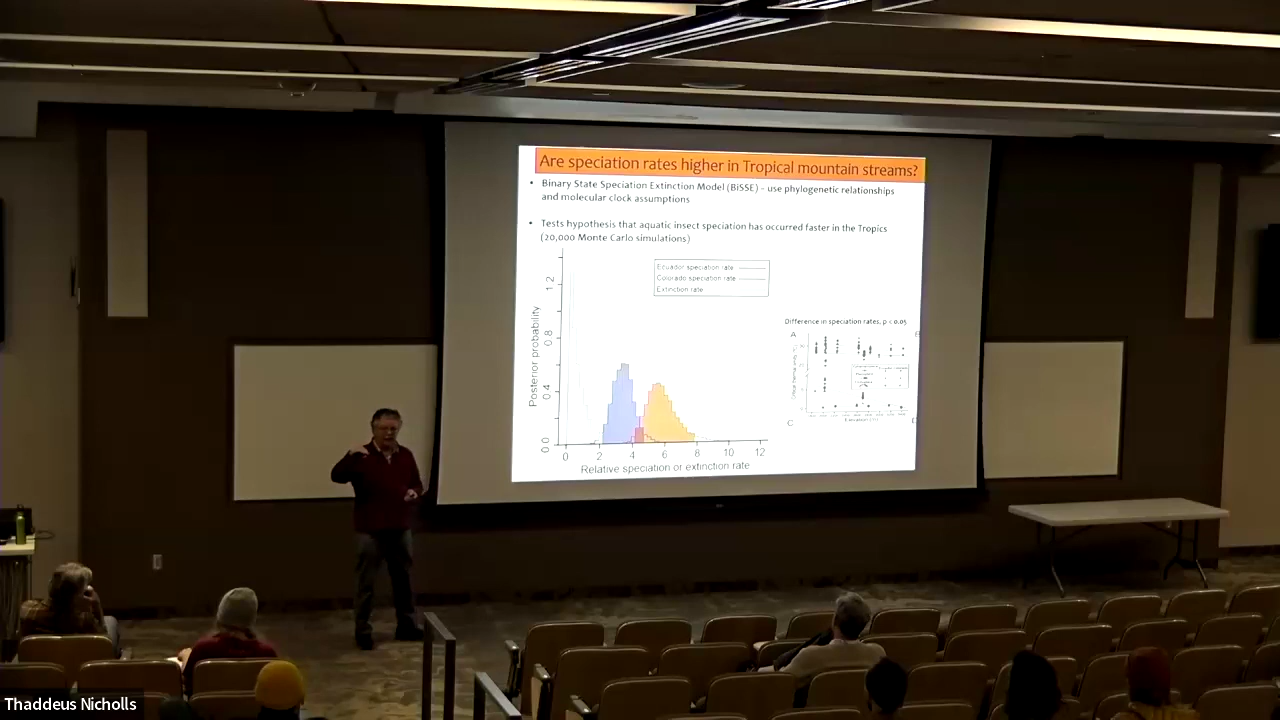 Are speciation rates higher in Tropical mountain streams?
• Binary State Speciation Extinction Model (BiSSE) - use phylogenetic relationships
and molecular clock assumptions
• Tests hypothesis that aquatic insect speciation has occurred faster in the Tropics
(20,000 Monte Carlo simulations)
Ecuador speciation rate
Colorado speciation rate
Extinction rate
Posterior probability
0.0 0.4 0.8 1.2
0 2 4 6 8 10 12
Relative speciation or extinction rate
Difference in speciation rates, p < 0.05
A B
C D
Thaddeus Nicholls